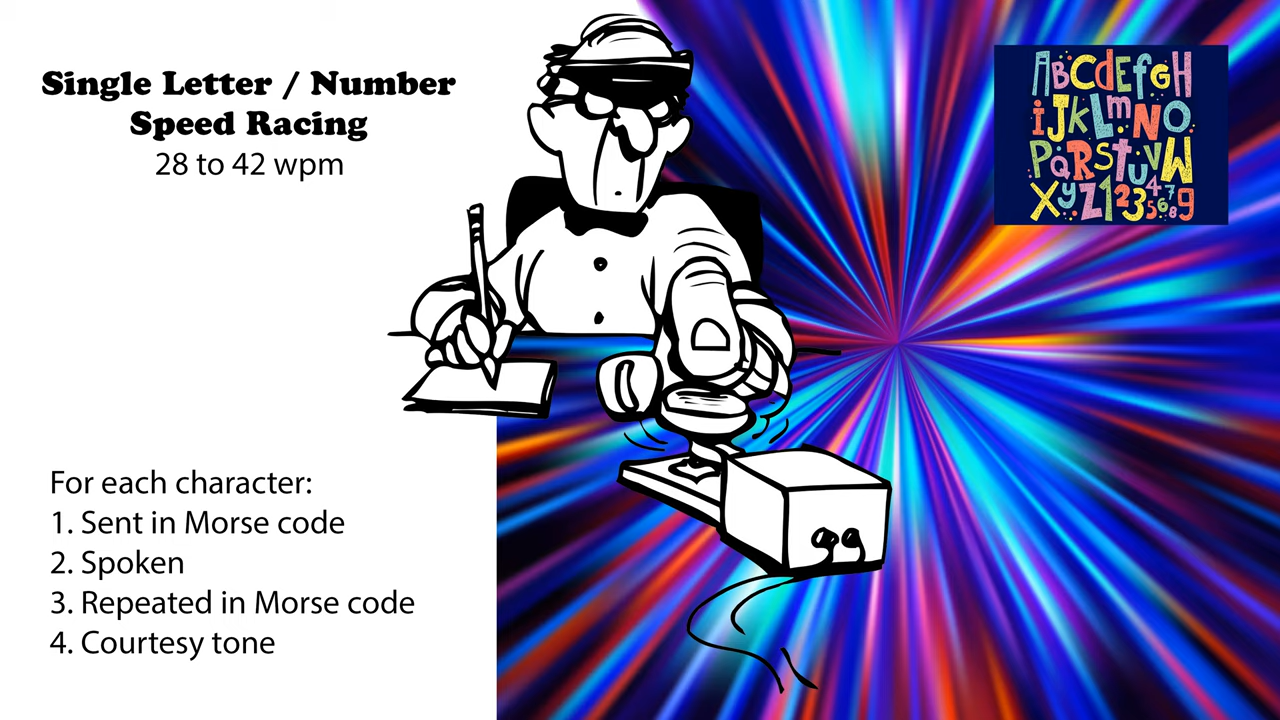 Single Letter / Number
Speed Racing
28 to 42 wpm
ABCdEfGH
iJKLmNO
PQRStuvW
XyZ123456789
For each character:
1. Sent in Morse code
2. Spoken
3. Repeated in Morse code
4. Courtesy tone